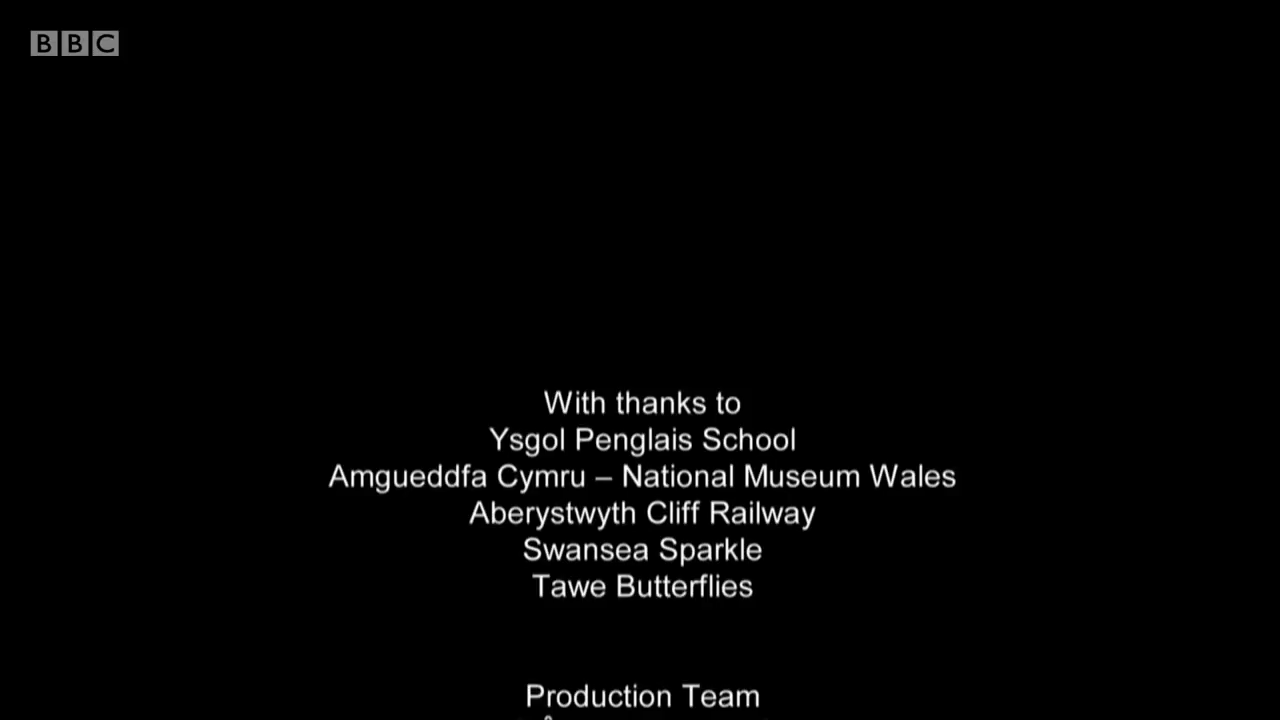 BBC
With thanks to
Ysgol Penglais School
Amgueddfa Cymru – National Museum Wales
Aberystwyth Cliff Railway
Swansea Sparkle
Tawe Butterflies
Production Team